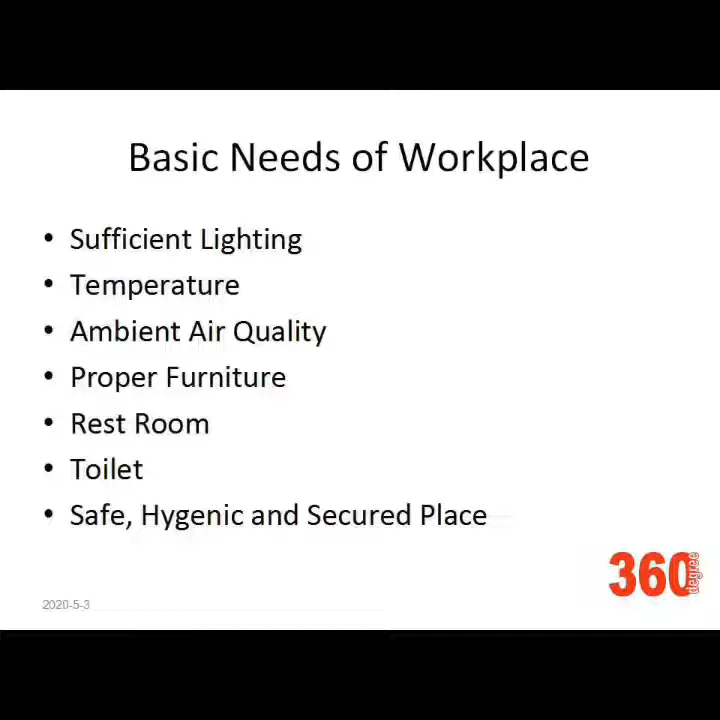 Basic Needs of Workplace
• Sufficient Lighting
• Temperature
• Ambient Air Quality
• Proper Furniture
• Rest Room
• Toilet
• Safe, Hygenic and Secured Place
360 degree
2020-5-3